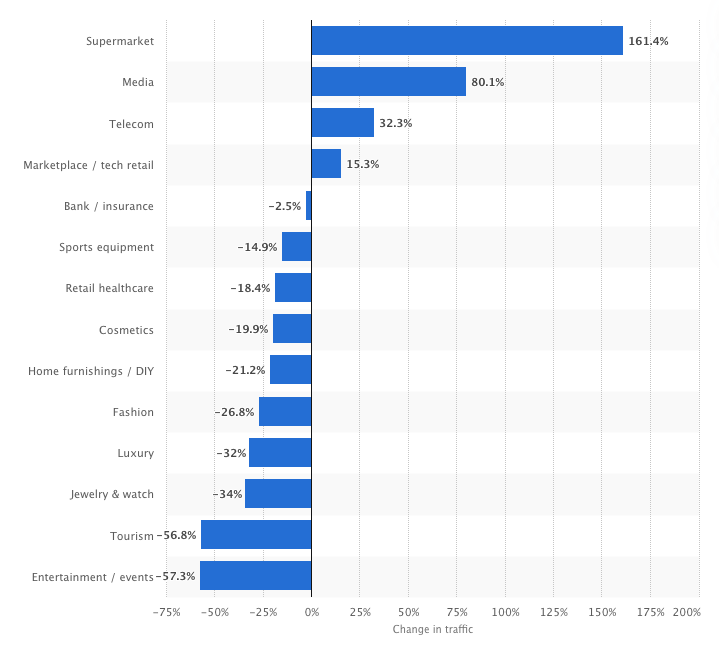 Supermarket 161.4%
Media 80.1%
Telecom 32.3%
Marketplace / tech retail 15.3%
Bank / insurance −2.5%
Sports equipment −14.9%
Retail healthcare −18.4%
Cosmetics −19.9%
Home furnishings / DIY −21.2%
Fashion −26.8%
Luxury −32%
Jewelry & watch −34%
Tourism −56.8%
Entertainment / events −57.3%
−75% −50% −25% 0% 25% 50% 75% 100% 125% 150% 175% 200%
Change in traffic